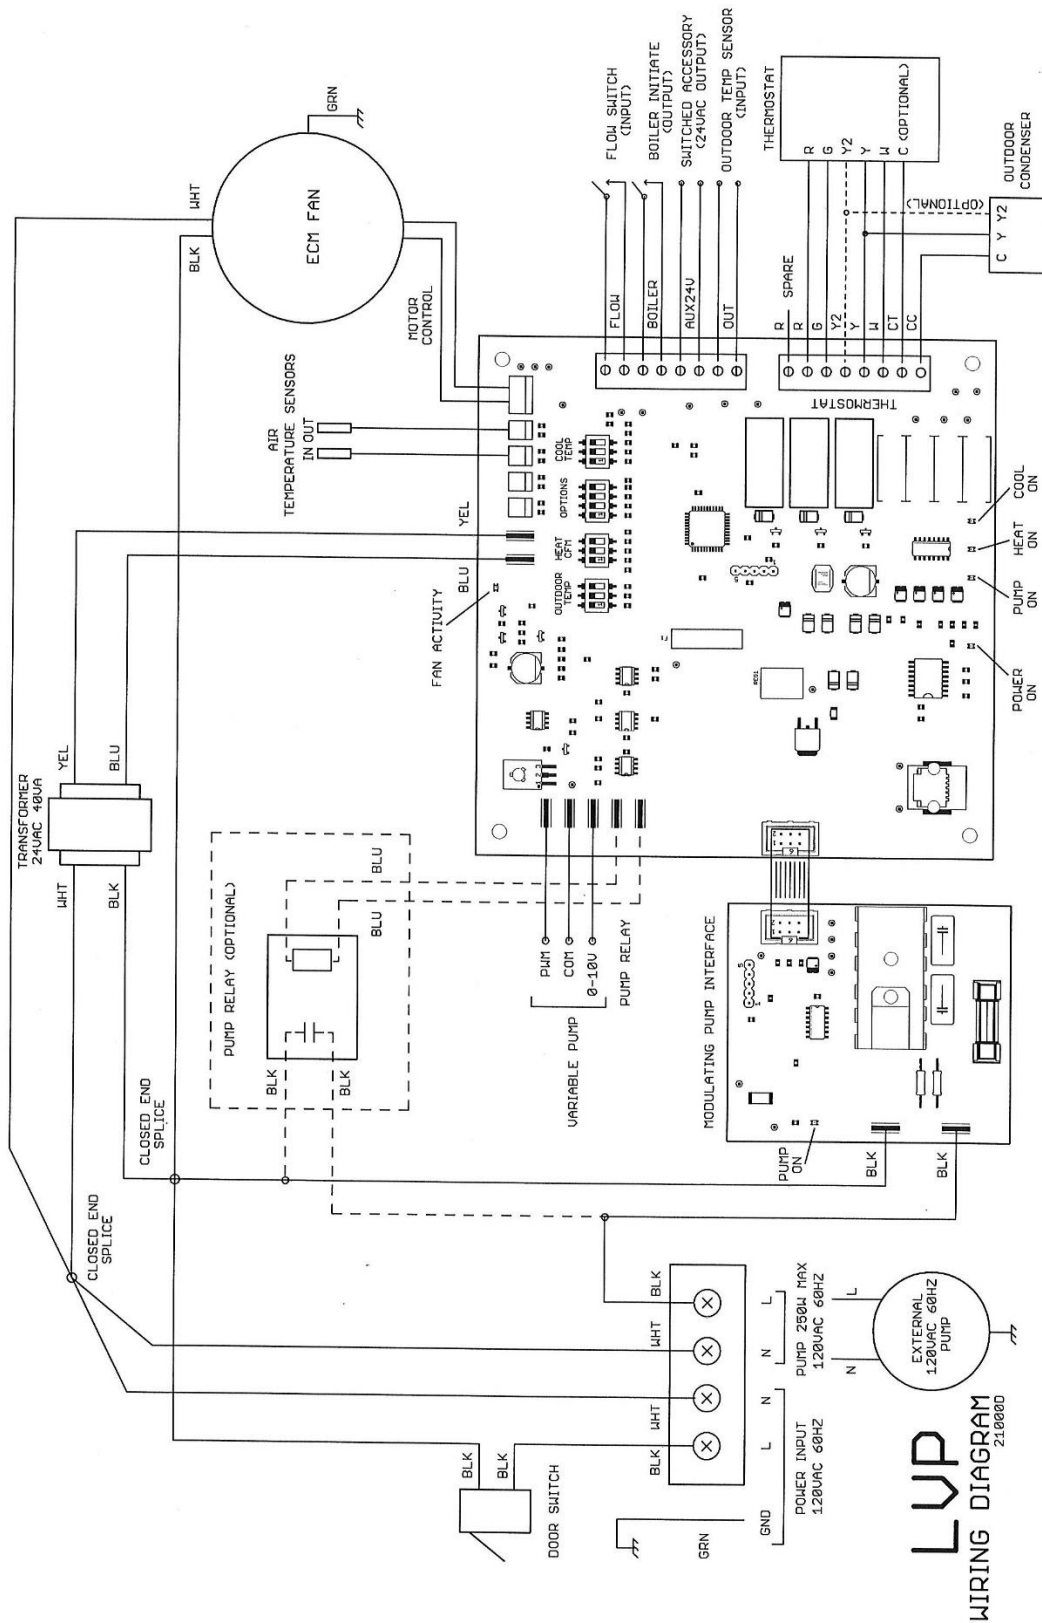 TRANSFORMER
24VAC 40VA
WHT
BLK
YEL
BLU
WHT
BLK
ECM FAN
GRN
CLOSED END
SPLICE
CLOSED END
SPLICE
PUMP RELAY (OPTIONAL)
BLK
BLK
BLU
BLU
FAN ACTIVITY
BLU
YEL
AIR
TEMPERATURE SENSORS
IN
OUT
MOTOR
CONTROL
VARIABLE PUMP
PWM
COM
0-10V
PUMP RELAY
1 2 3
OUTDOOR
TEMP
HEAT
CFM
OPTIONS
COOL
TEMP
FLOW
BOILER
AUX24V
OUT
FLOW SWITCH
(INPUT)
BOILER INITIATE
(OUTPUT)
SWITCHED ACCESSORY
(24VAC OUTPUT)
OUTDOOR TEMP SENSOR
(INPUT)
THERMOSTAT
R
R
G
Y2
Y
W
CT
CC
SPARE
THERMOSTAT
R
G
Y2
Y
W
C (OPTIONAL)
(OPTIONAL)
OUTDOOR
CONDENSER
C
Y
Y2
POWER
ON
PUMP
ON
HEAT
ON
COOL
ON
MODULATING PUMP INTERFACE
PUMP
ON
BLK
BLK
DOOR SWITCH
BLK
BLK
BLK
WHT
WHT
BLK
GRN
GND
L
N
N
L
POWER INPUT
120VAC 60HZ
PUMP 250W MAX
120VAC 60HZ
N
L
EXTERNAL
120VAC 60HZ
PUMP
LVP
WIRING DIAGRAM
21000D